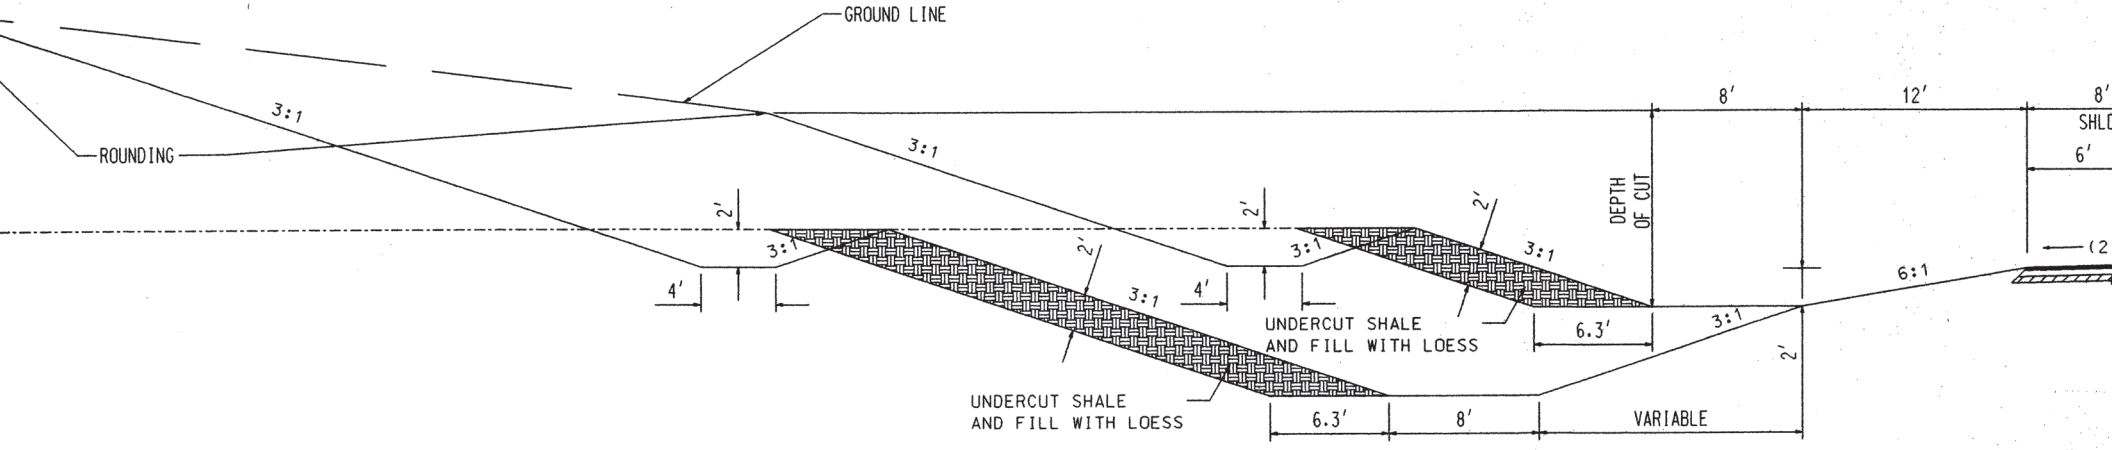 GROUND LINE
8'
12'
8'
SHLD
6'
3:1
ROUNDING
3:1
2'
2'
2'
DEPTH
OF CUT
3:1
2'
3:1
3:1
(2
6:1
4'
3:1
4'
UNDERCUT SHALE
AND FILL WITH LOESS
6.3'
3:1
2'
UNDERCUT SHALE
AND FILL WITH LOESS
6.3'
8'
VARIABLE